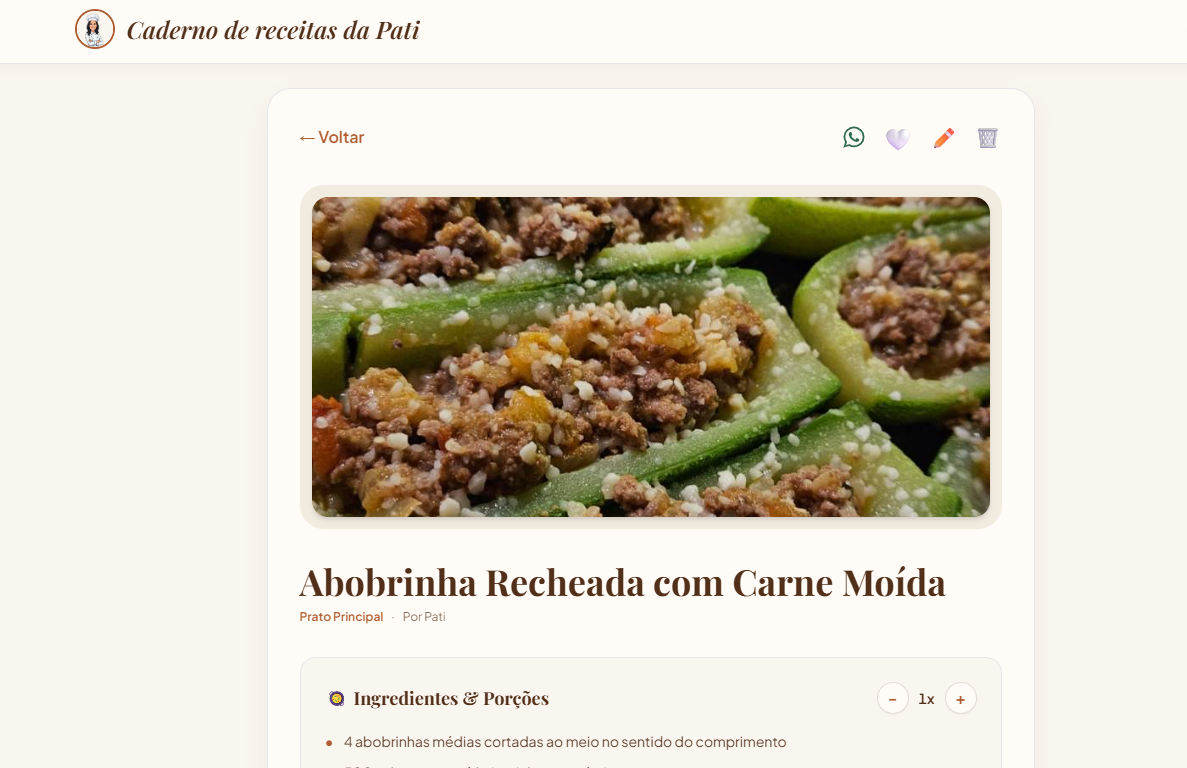 Caderno de receitas da Pati
← Voltar
Abobrinha Recheada com Carne Moída
Prato Principal · Por Pati
Ingredientes & Porções
− 1x +
• 4 abobrinhas médias cortadas ao meio no sentido do comprimento